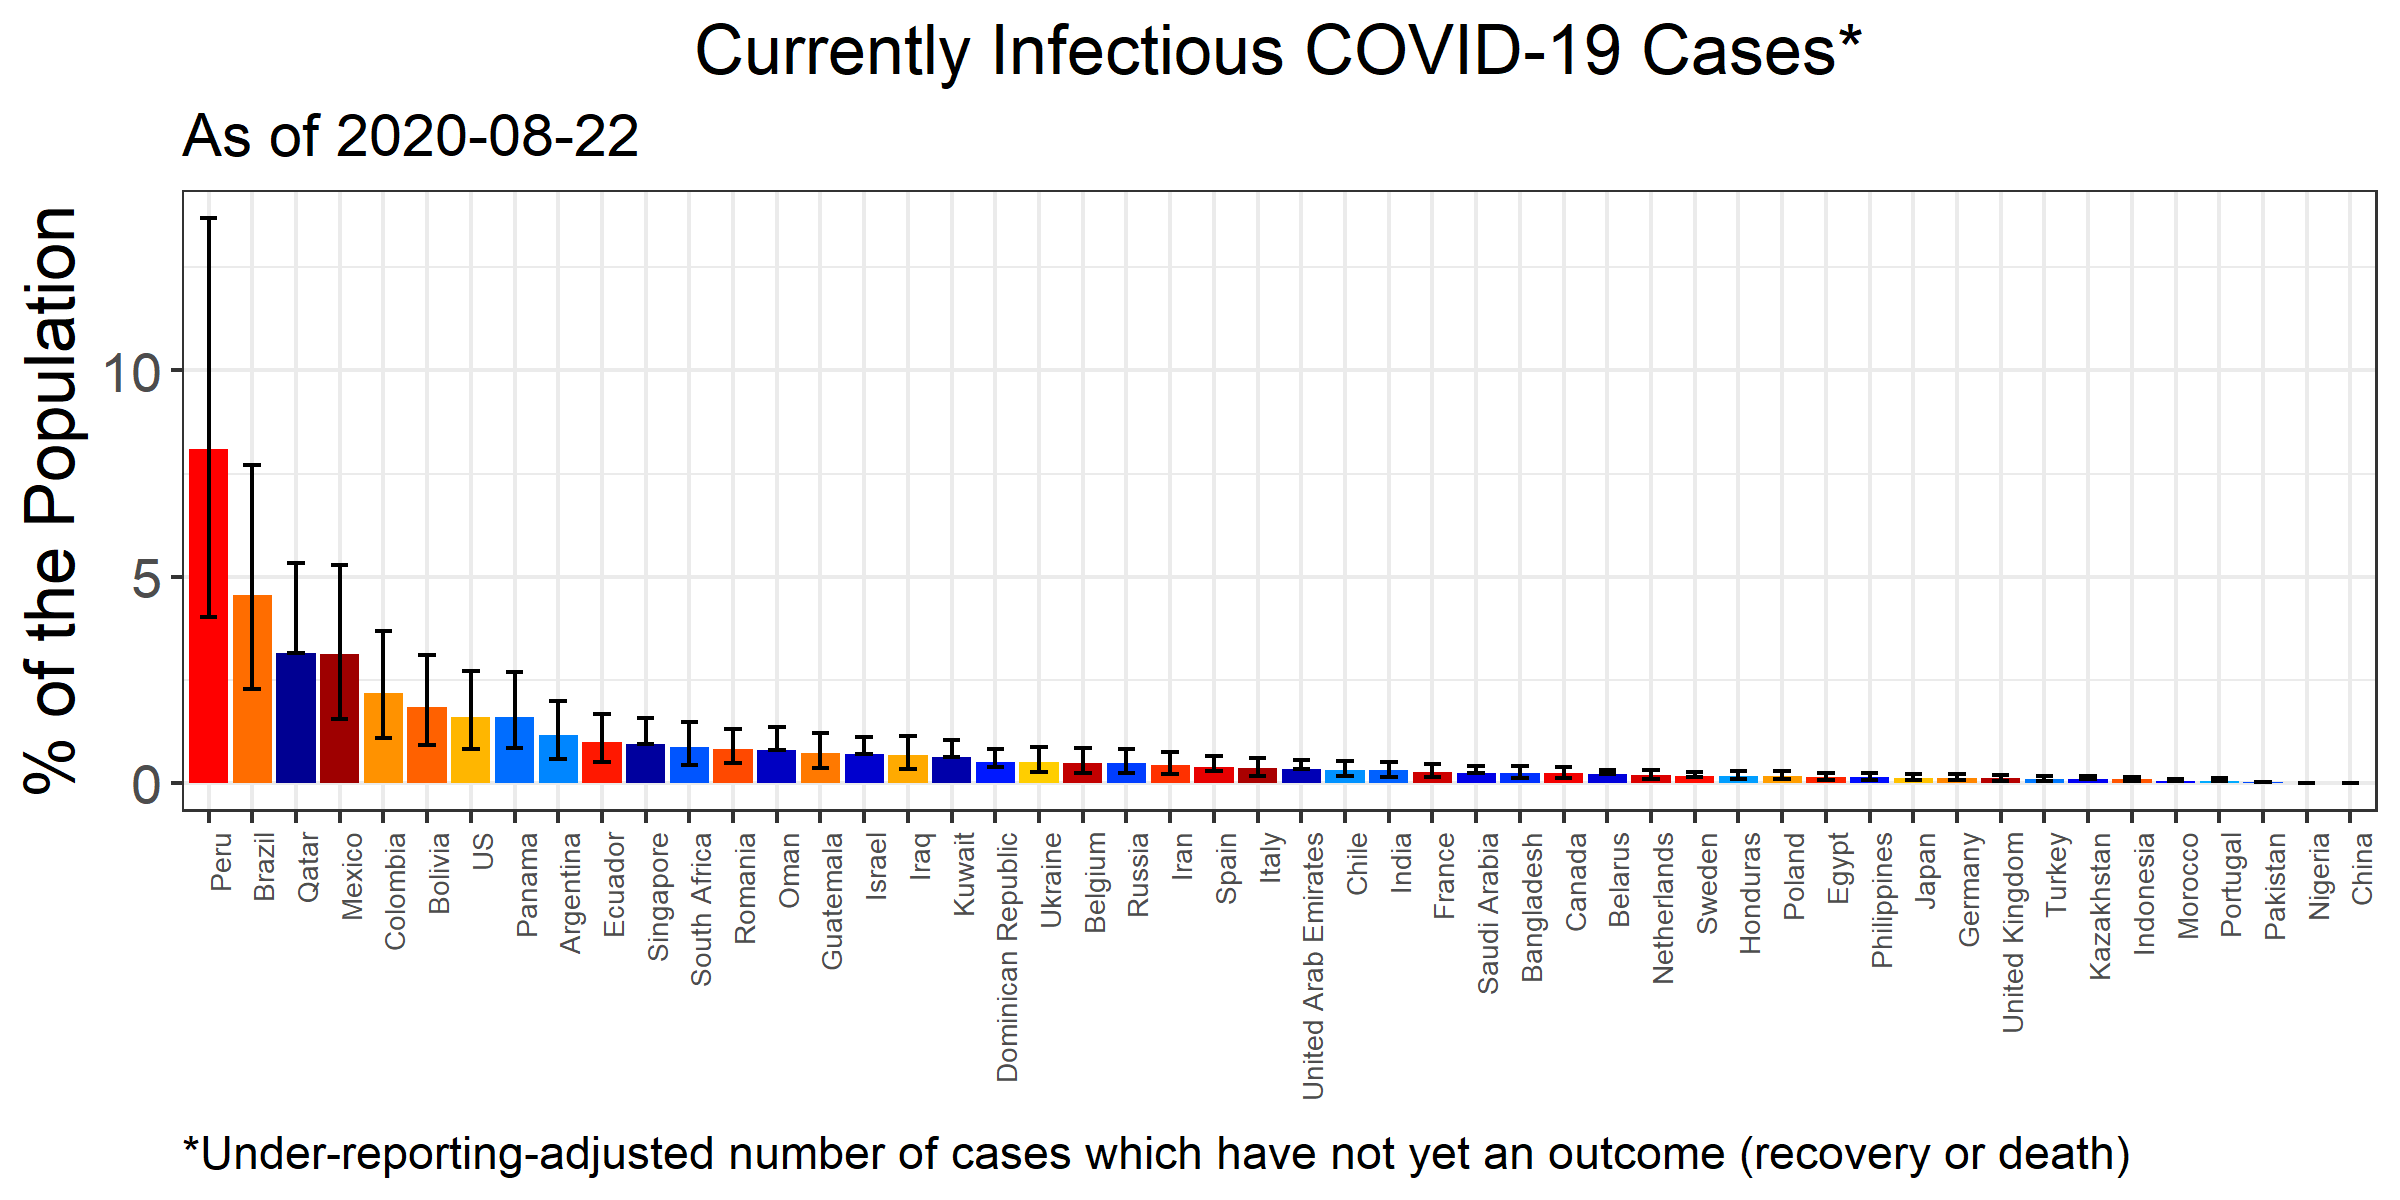 Currently Infectious COVID-19 Cases*
As of 2020-08-22
% of the Population
10
5
0
Peru
Brazil
Qatar
Mexico
Colombia
Bolivia
US
Panama
Argentina
Ecuador
Singapore
South Africa
Romania
Oman
Guatemala
Israel
Iraq
Kuwait
Dominican Republic
Ukraine
Belgium
Russia
Iran
Spain
Italy
United Arab Emirates
Chile
India
France
Saudi Arabia
Bangladesh
Canada
Belarus
Netherlands
Sweden
Honduras
Poland
Egypt
Philippines
Japan
Germany
United Kingdom
Turkey
Kazakhstan
Indonesia
Morocco
Portugal
Pakistan
Nigeria
China
*Under-reporting-adjusted number of cases which have not yet an outcome (recovery or death)